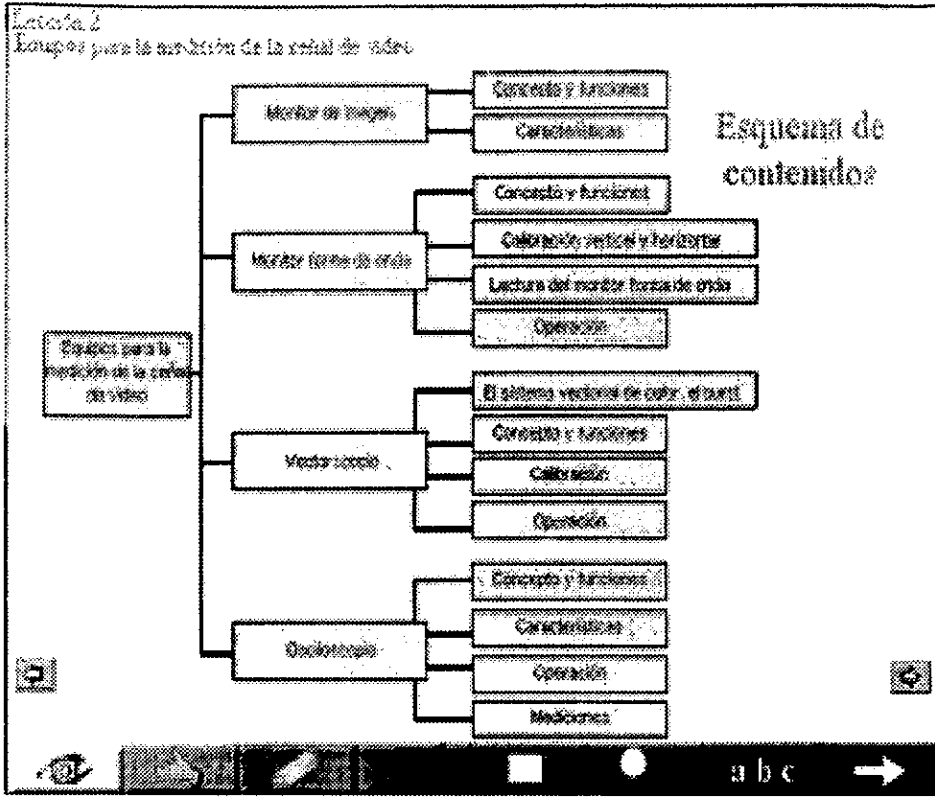 Lección 2
Equipos para la medición de la señal de video
Esquema de
contenidos
Equipos para la
medición de la señal
de video
Monitor de imagen
Concepto y funciones
Características
Monitor forma de onda
Concepto y funciones
Calibración vertical y horizontal
Lectura del monitor forma de onda
Operación
Vectorscopio
El sistema vectorial de color, el burst
Concepto y funciones
Calibración
Operación
Osciloscopio
Concepto y funciones
Características
Operación
Mediciones
a b c